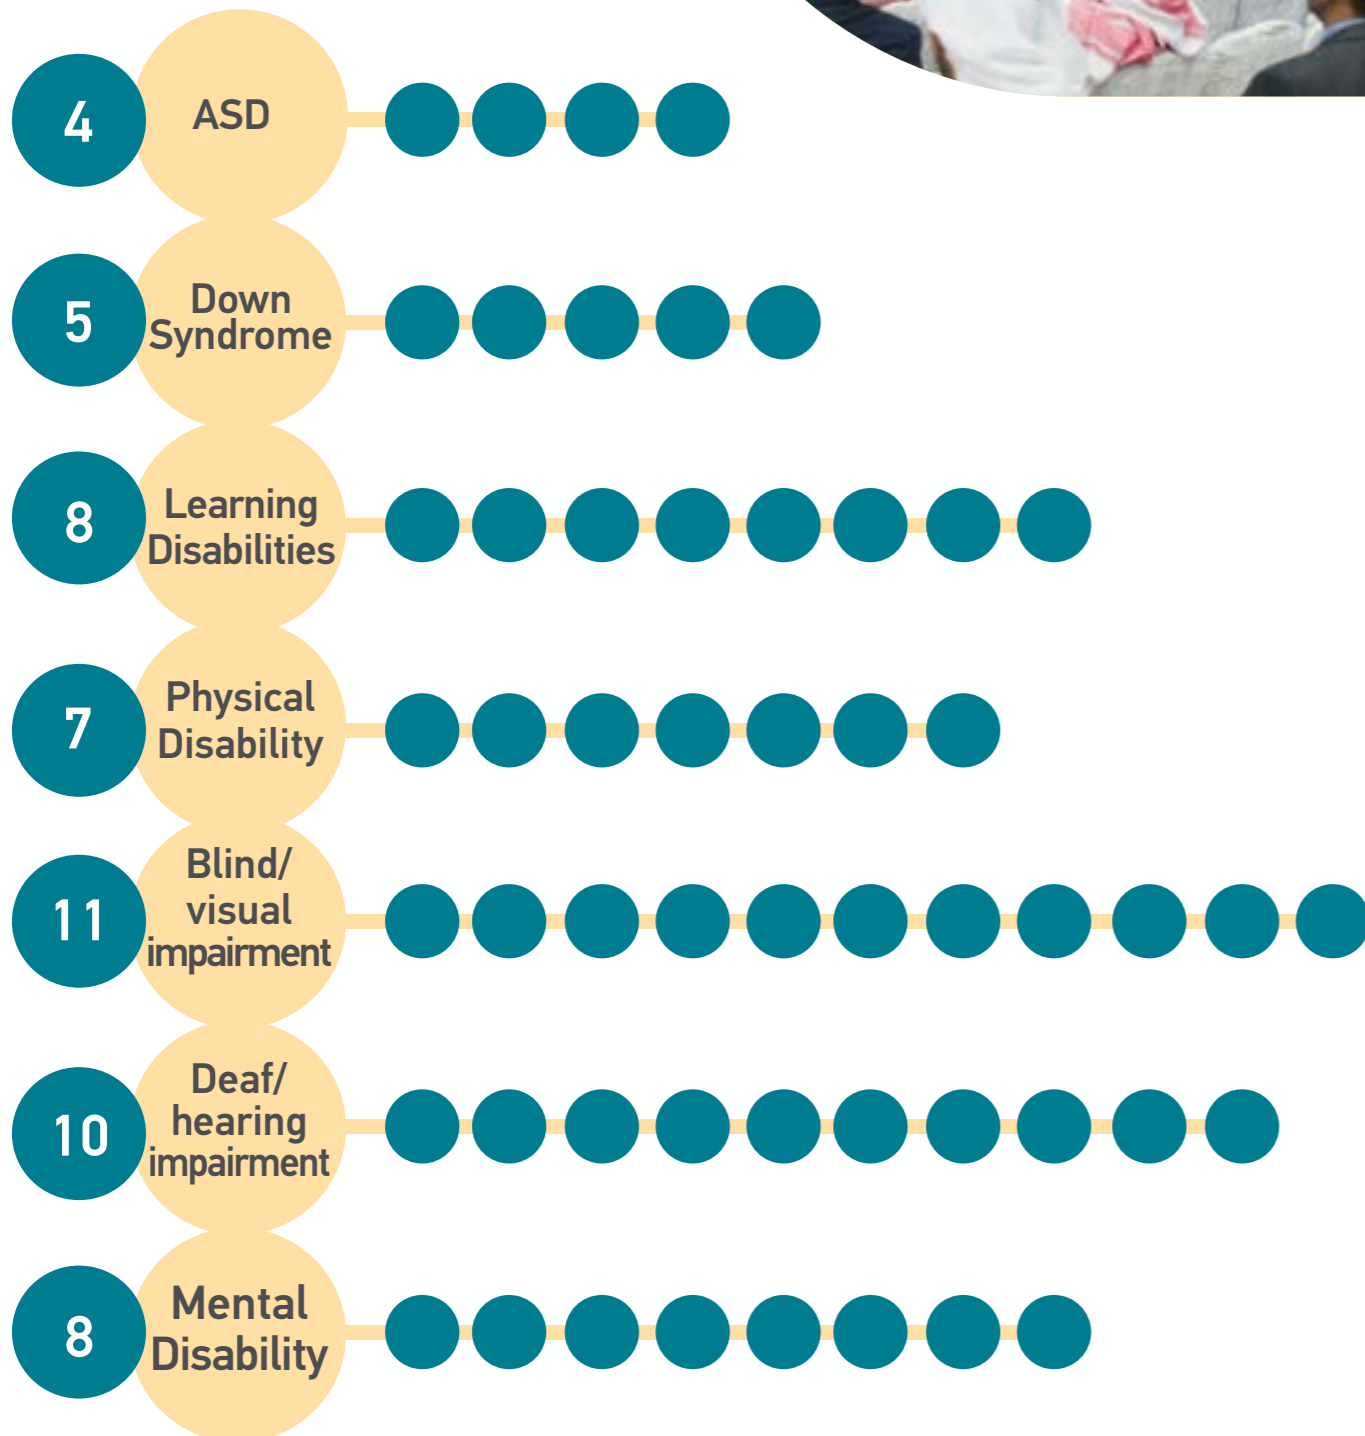 4
ASD
5
Down
Syndrome
8
Learning
Disabilities
7
Physical
Disability
11
Blind/
visual
impairment
10
Deaf/
hearing
impairment
8
Mental
Disability